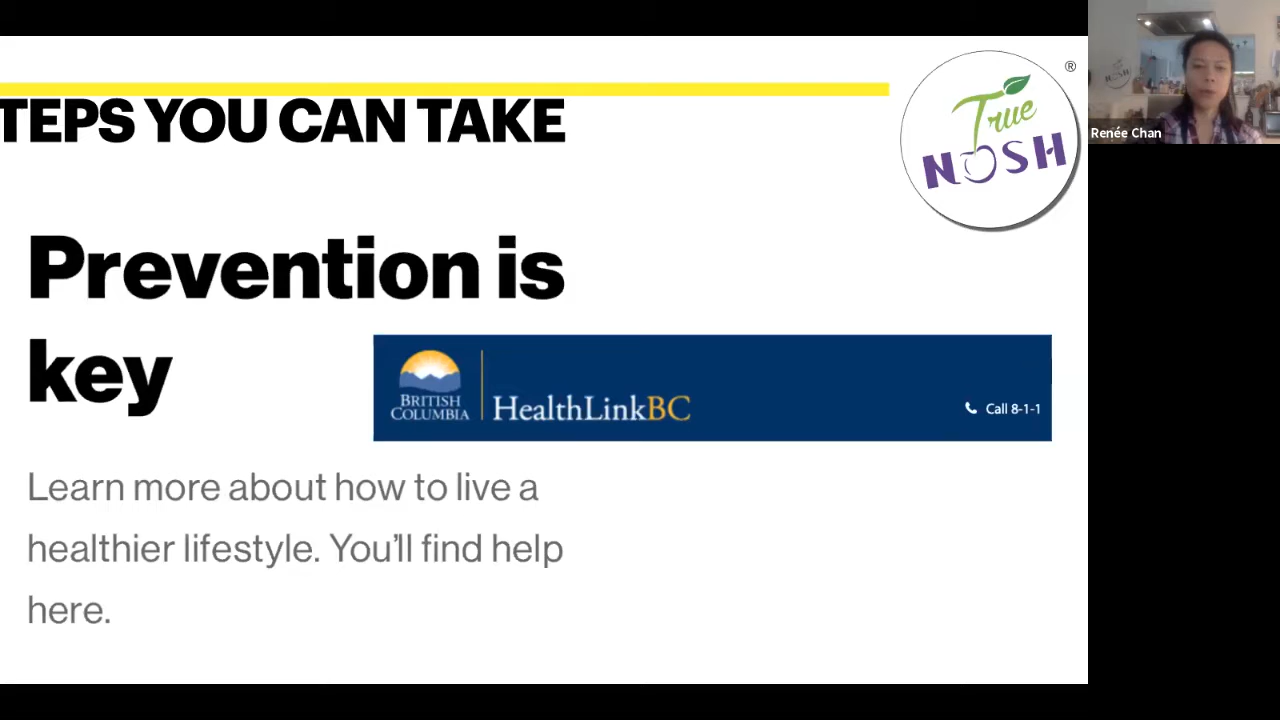 TEPS YOU CAN TAKE
True
NOSH
®
Renée Chan
NOSH
Prevention is
key
BRITISH
COLUMBIA
HealthLinkBC
Call 8-1-1
Learn more about how to live a
healthier lifestyle. You'll find help
here.